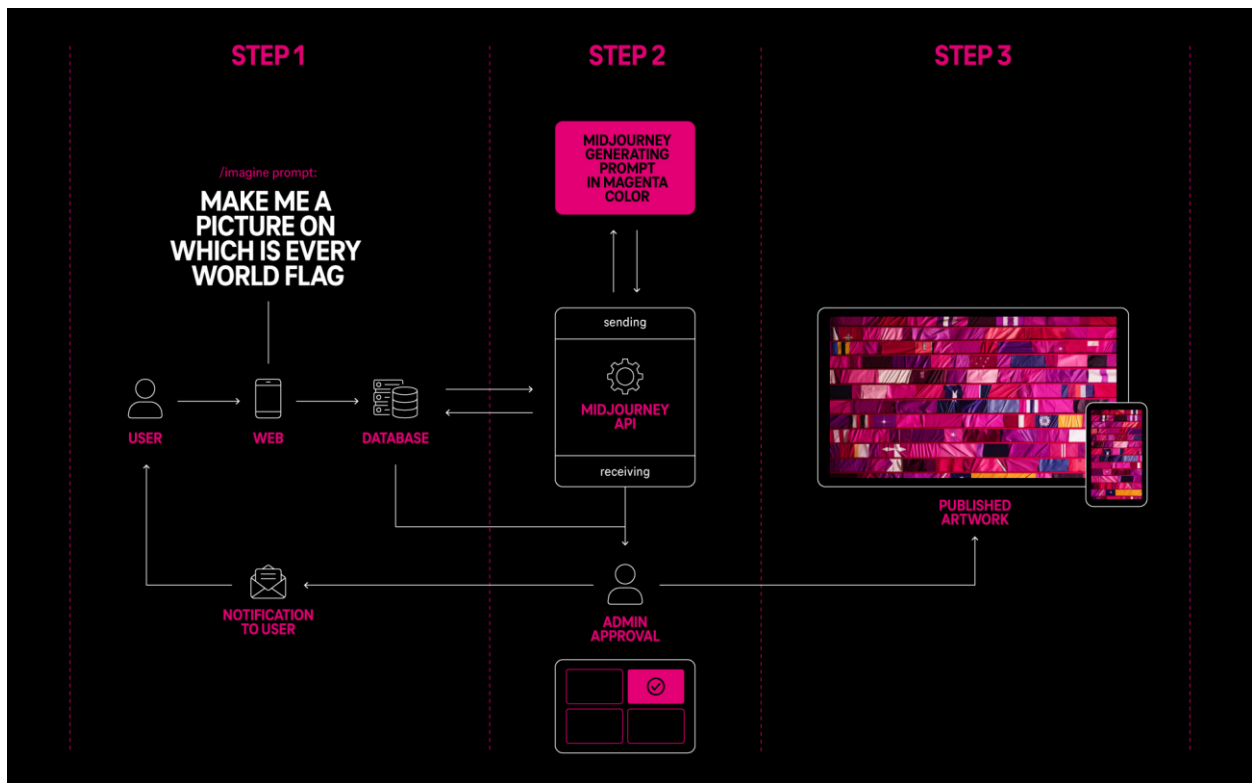 STEP 1
STEP 2
STEP 3
/imagine prompt:
MAKE ME A
PICTURE ON
WHICH IS EVERY
WORLD FLAG
MIDJOURNEY
GENERATING
PROMPT
IN MAGENTA
COLOR
sending
MIDJOURNEY
API
receiving
USER
WEB
DATABASE
PUBLISHED
ARTWORK
NOTIFICATION
TO USER
ADMIN
APPROVAL